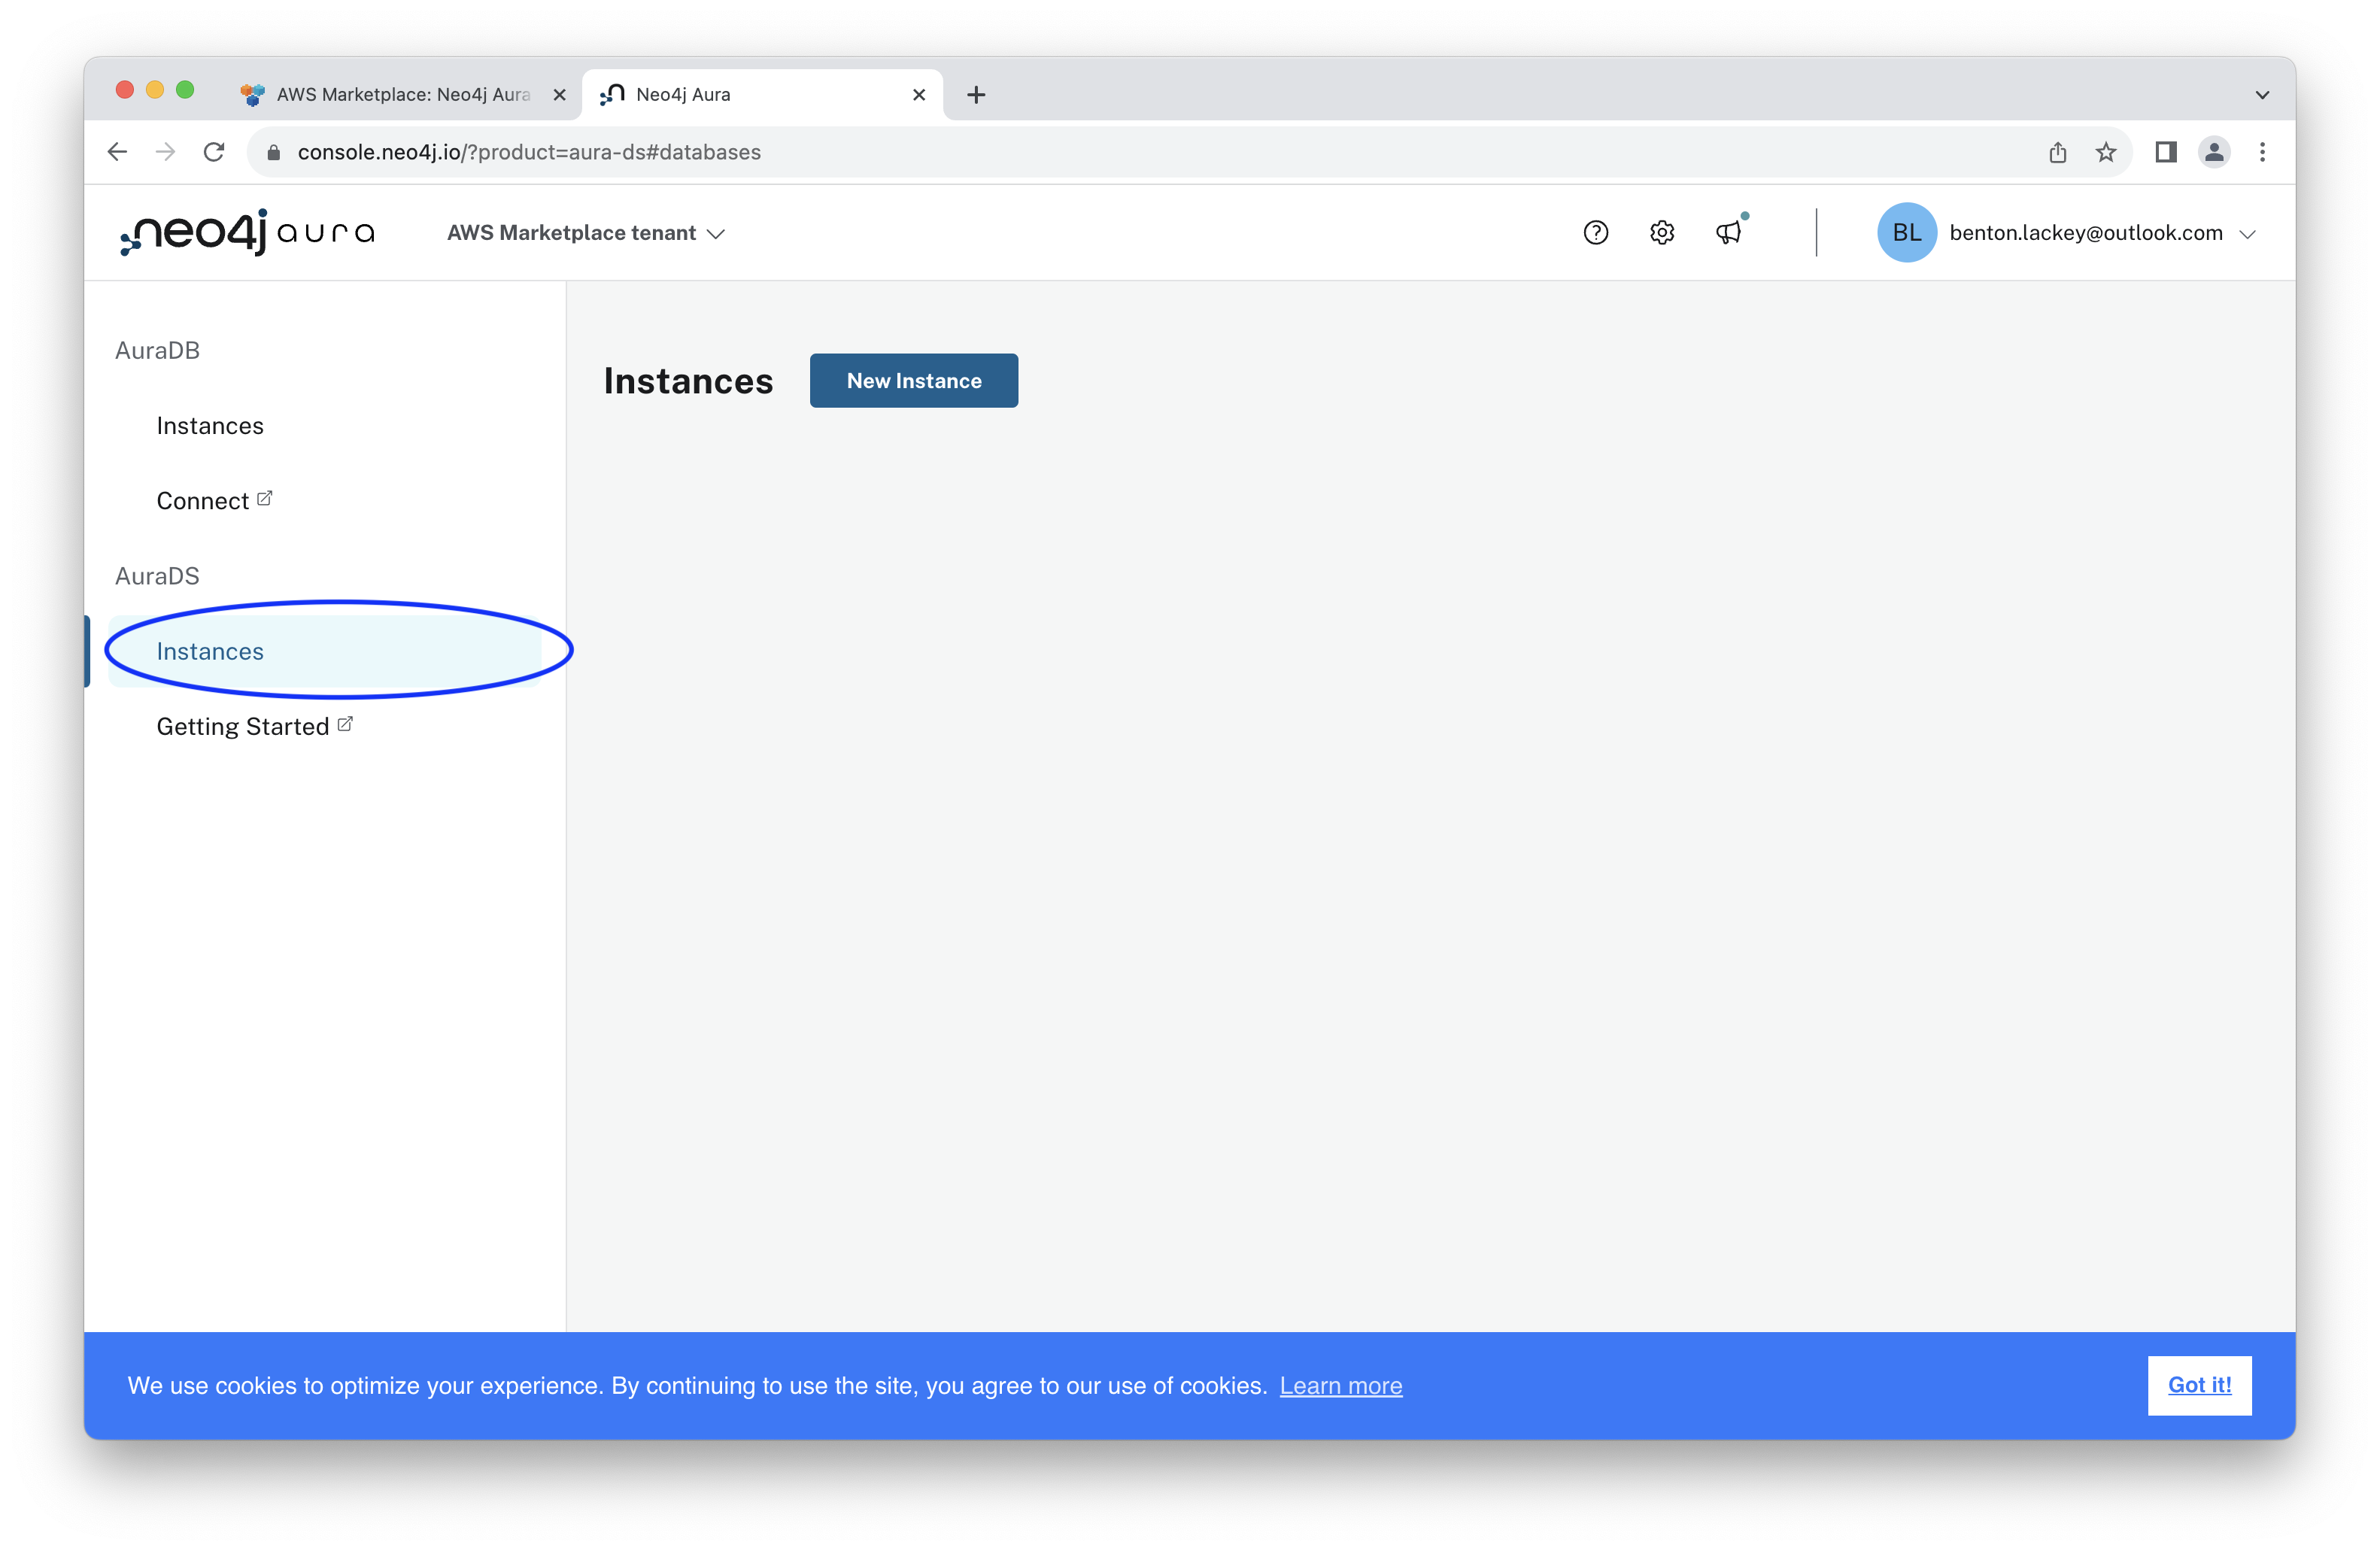 AWS Marketplace: Neo4j Aura
Neo4j Aura
console.neo4j.io/?product=aura-ds#databases
neo4j aura
AWS Marketplace tenant
BL
benton.lackey@outlook.com
AuraDB
Instances
Connect
AuraDS
Instances
Getting Started
Instances
New Instance
We use cookies to optimize your experience. By continuing to use the site, you agree to our use of cookies. Learn more
Got it!